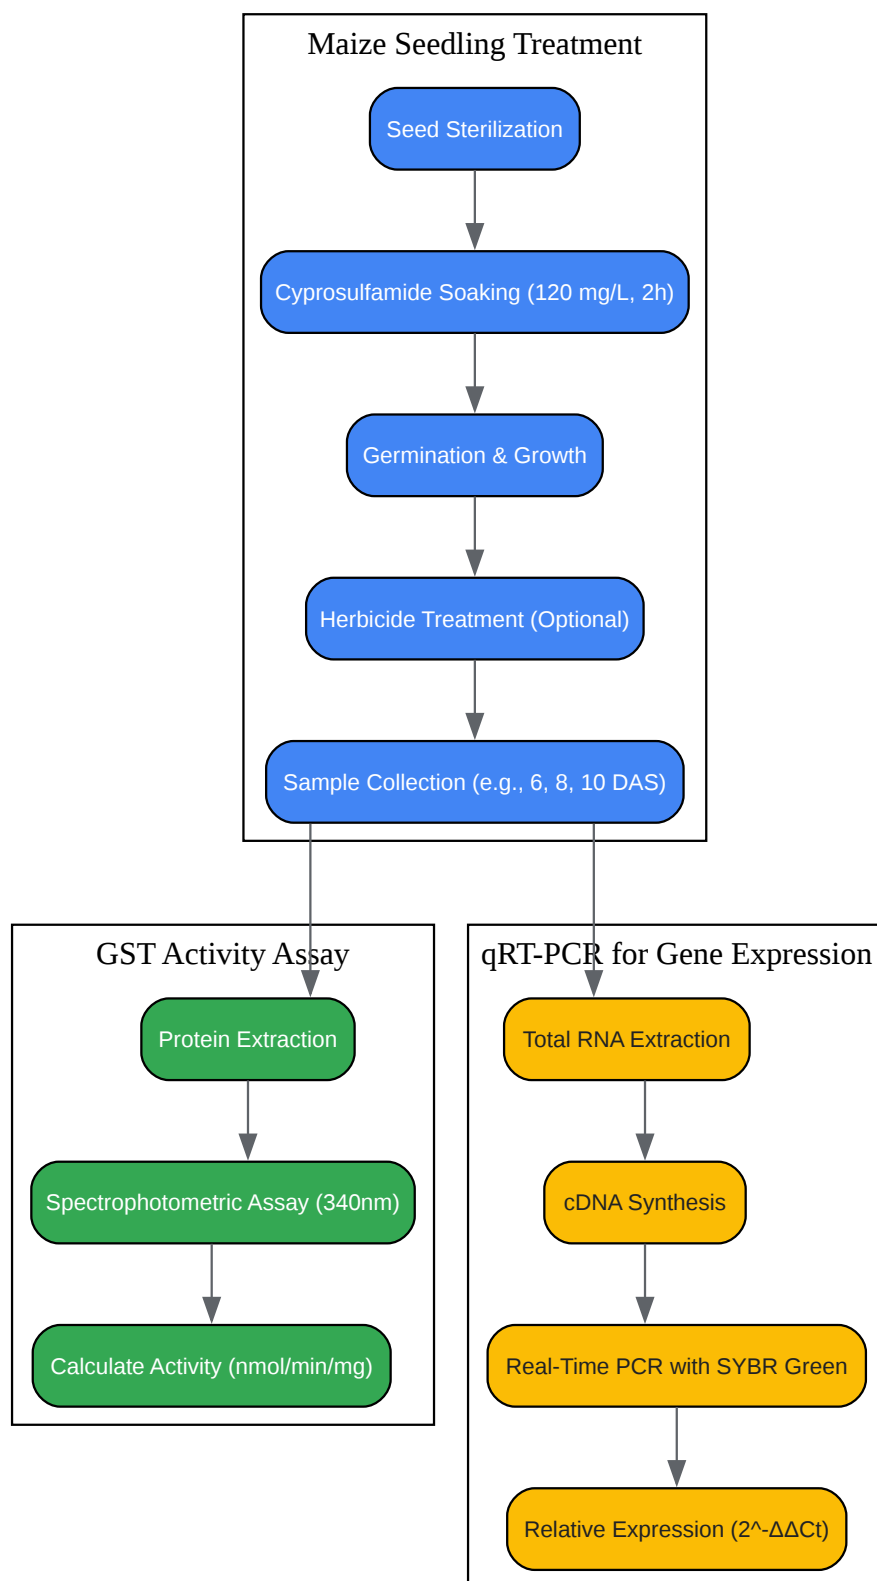 Maize Seedling Treatment
Seed Sterilization
Cyprosulfamide Soaking (120 mg/L, 2h)
Germination & Growth
Herbicide Treatment (Optional)
Sample Collection (e.g., 6, 8, 10 DAS)
GST Activity Assay
Protein Extraction
Spectrophotometric Assay (340nm)
Calculate Activity (nmol/min/mg)
qRT-PCR for Gene Expression
Total RNA Extraction
cDNA Synthesis
Real-Time PCR with SYBR Green
Relative Expression (2^-ΔΔCt)